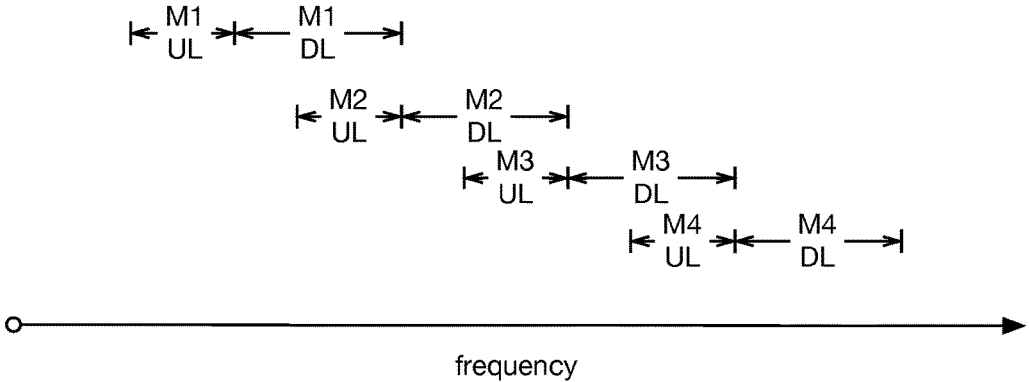 M1 M1
UL DL
M2 M2
UL DL
M3 M3
UL DL
M4 M4
UL DL
frequency